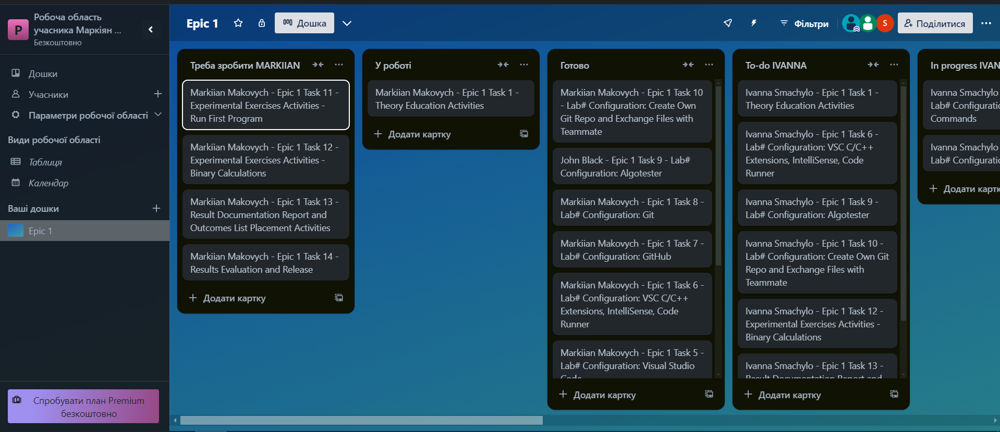 P
Робоча область
учасника Маркіян ...
Безкоштовно
Дошки
Учасники
Параметри робочої області
Види робочої області
Таблиця
Календар
Ваші дошки
Epic 1
Спробувати план Premium
безкоштовно
Epic 1
Дошка
Фільтри
S
Поділитися
Треба зробити MARKIIAN
Markiian Makovych - Epic 1 Task 11 -
Experimental Exercises Activities -
Run First Program
Markiian Makovych - Epic 1 Task 12 -
Experimental Exercises Activities -
Binary Calculations
Markiian Makovych - Epic 1 Task 13 -
Result Documentation Report and
Outcomes List Placement Activities
Markiian Makovych - Epic 1 Task 14 -
Results Evaluation and Release
Додати картку
У роботі
Markiian Makovych - Epic 1 Task 1 -
Theory Education Activities
Додати картку
Готово
Markiian Makovych - Epic 1 Task 10
- Lab# Configuration: Create Own
Git Repo and Exchange Files with
Teammate
John Black - Epic 1 Task 9 - Lab#
Configuration: Algotester
Markiian Makovych - Epic 1 Task 8 -
Lab# Configuration: Git
Markiian Makovych - Epic 1 Task 7 -
Lab# Configuration: GitHub
Markiian Makovych - Epic 1 Task 6 -
Lab# Configuration: VSC C/C++
Extensions, IntelliSense, Code
Runner
Markiian Makovych - Epic 1 Task 5 -
Lab# Configuration: Visual Studio
Code
Додати картку
To-do IVANNA
Ivanna Smachylo - Epic 1 Task 1 -
Theory Education Activities
Ivanna Smachylo - Epic 1 Task 6 -
Lab# Configuration: VSC C/C++
Extensions, IntelliSense, Code
Runner
Ivanna Smachylo - Epic 1 Task 9 -
Lab# Configuration: Algotester
Ivanna Smachylo - Epic 1 Task 10 -
Lab# Configuration: Create Own Git
Repo and Exchange Files with
Teammate
Ivanna Smachylo - Epic 1 Task 12 -
Experimental Exercises Activities -
Binary Calculations
Ivanna Smachylo - Epic 1 Task 13 -
Result Documentation Report and
Додати картку
In progress IVAN
Ivanna Smachylo
Lab# Configuratio
Commands
Ivanna Smachylo
Lab# Configuratio
Додати картк